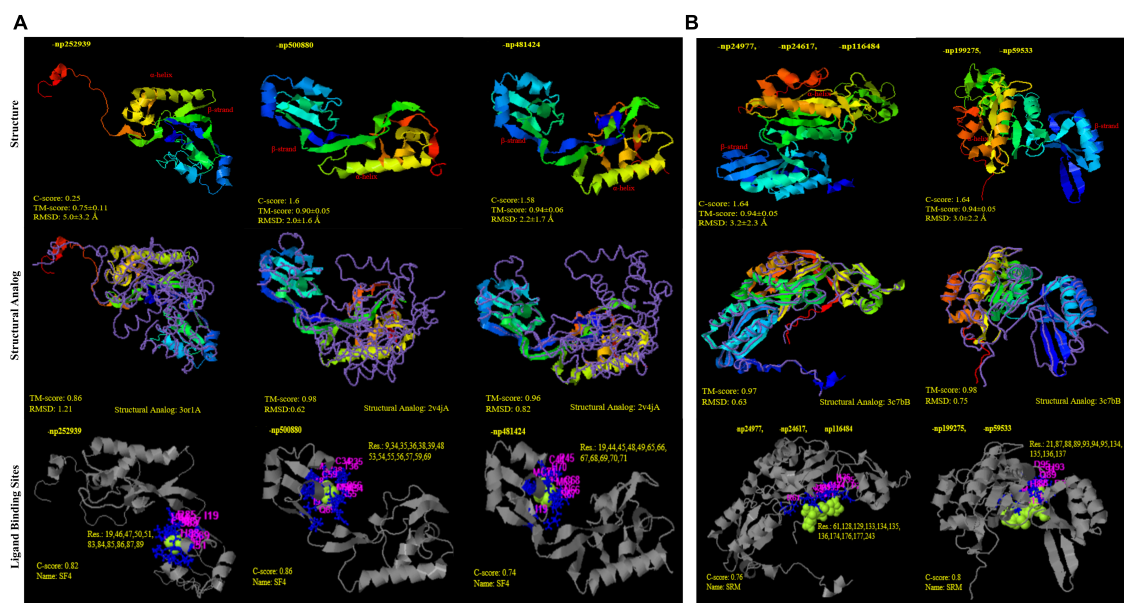 A
B
Structure
-np252939
α-helix
β-strand
C-score: 0.25
TM-score: 0.75±0.11
RMSD: 5.0±3.2 Å
-np500880
β-strand
α-helix
C-score: 1.6
TM-score: 0.90±0.05
RMSD: 2.0±1.6 Å
-np481424
β-strand
α-helix
C-score:1.58
TM-score: 0.94±0.06
RMSD: 2.2±1.7 Å
-np24977, -np24617, -np116484
α-helix
β-strand
C-score: 1.64
TM-score: 0.94±0.05
RMSD: 3.2±2.3 Å
-np199275, -np59533
β-strand
α-helix
C-score: 1.64
TM-score: 0.94±0.05
RMSD: 3.0±2.2 Å
Structural Analog
TM-score: 0.86
RMSD: 1.21
Structural Analog: 3or1A
TM-score: 0.98
RMSD:0.62
Structural Analog: 2v4jA
TM-score: 0.96
RMSD: 0.82
Structural Analog: 2v4jA
TM-score: 0.97
RMSD: 0.63
Structural Analog: 3c7bB
TM-score: 0.98
RMSD: 0.75
Structural Analog: 3c7bB
Ligand Binding Sites
-np252939
I19
Res.: 19,46,47,50,51,
83,84,85,86,87,89
C-score: 0.82
Name: SF4
-np500880
Res.: 9,34,35,36,38,39,48
53,54,55,56,57,59,69
C-score: 0.86
Name: SF4
-np481424
Res.: 19,44,45,48,49,65,66,
67,68,69,70,71
C-score: 0.74
Name: SF4
-np24977, -np24617, np116484
Res.: 61,128,129,133,134,135,
136,174,176,177,243
C-score: 0.76
Name: SRM
-np199275, -np59533
Res.: 21,87,88,89,93,94,95,134,
135,136,137
C-score: 0.8
Name: SRM